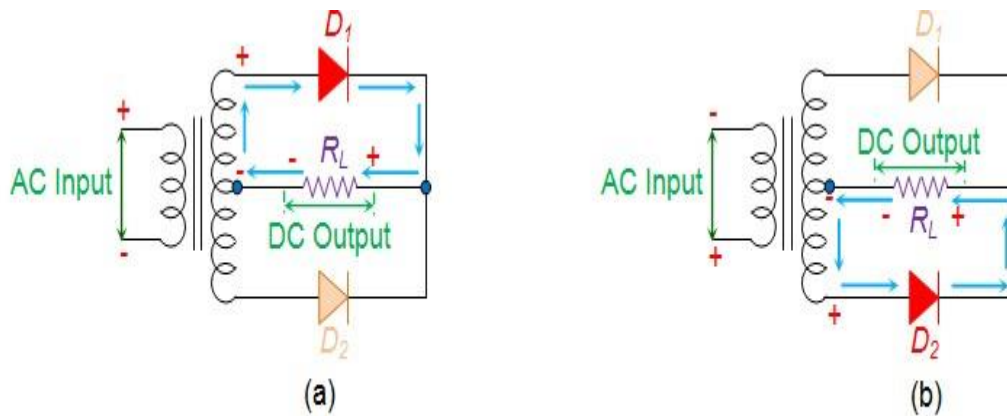 D1
+
+
AC Input
-
-
-
RL
+
DC Output
D2
(a)
D1
-
AC Input
+
DC Output
-
-
RL
+
+
D2
(b)